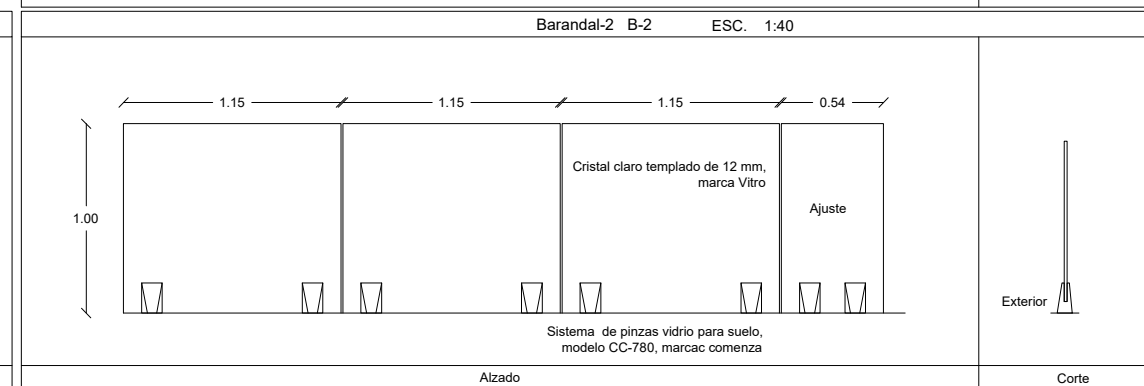 Barandal-2 B-2 ESC. 1:40
1.15 1.15 1.15 0.54
Cristal claro templado de 12 mm,
marca Vitro
Ajuste
1.00
Exterior
Sistema de pinzas vidrio para suelo,
modelo CC-780, marcac comenza
Alzado Corte